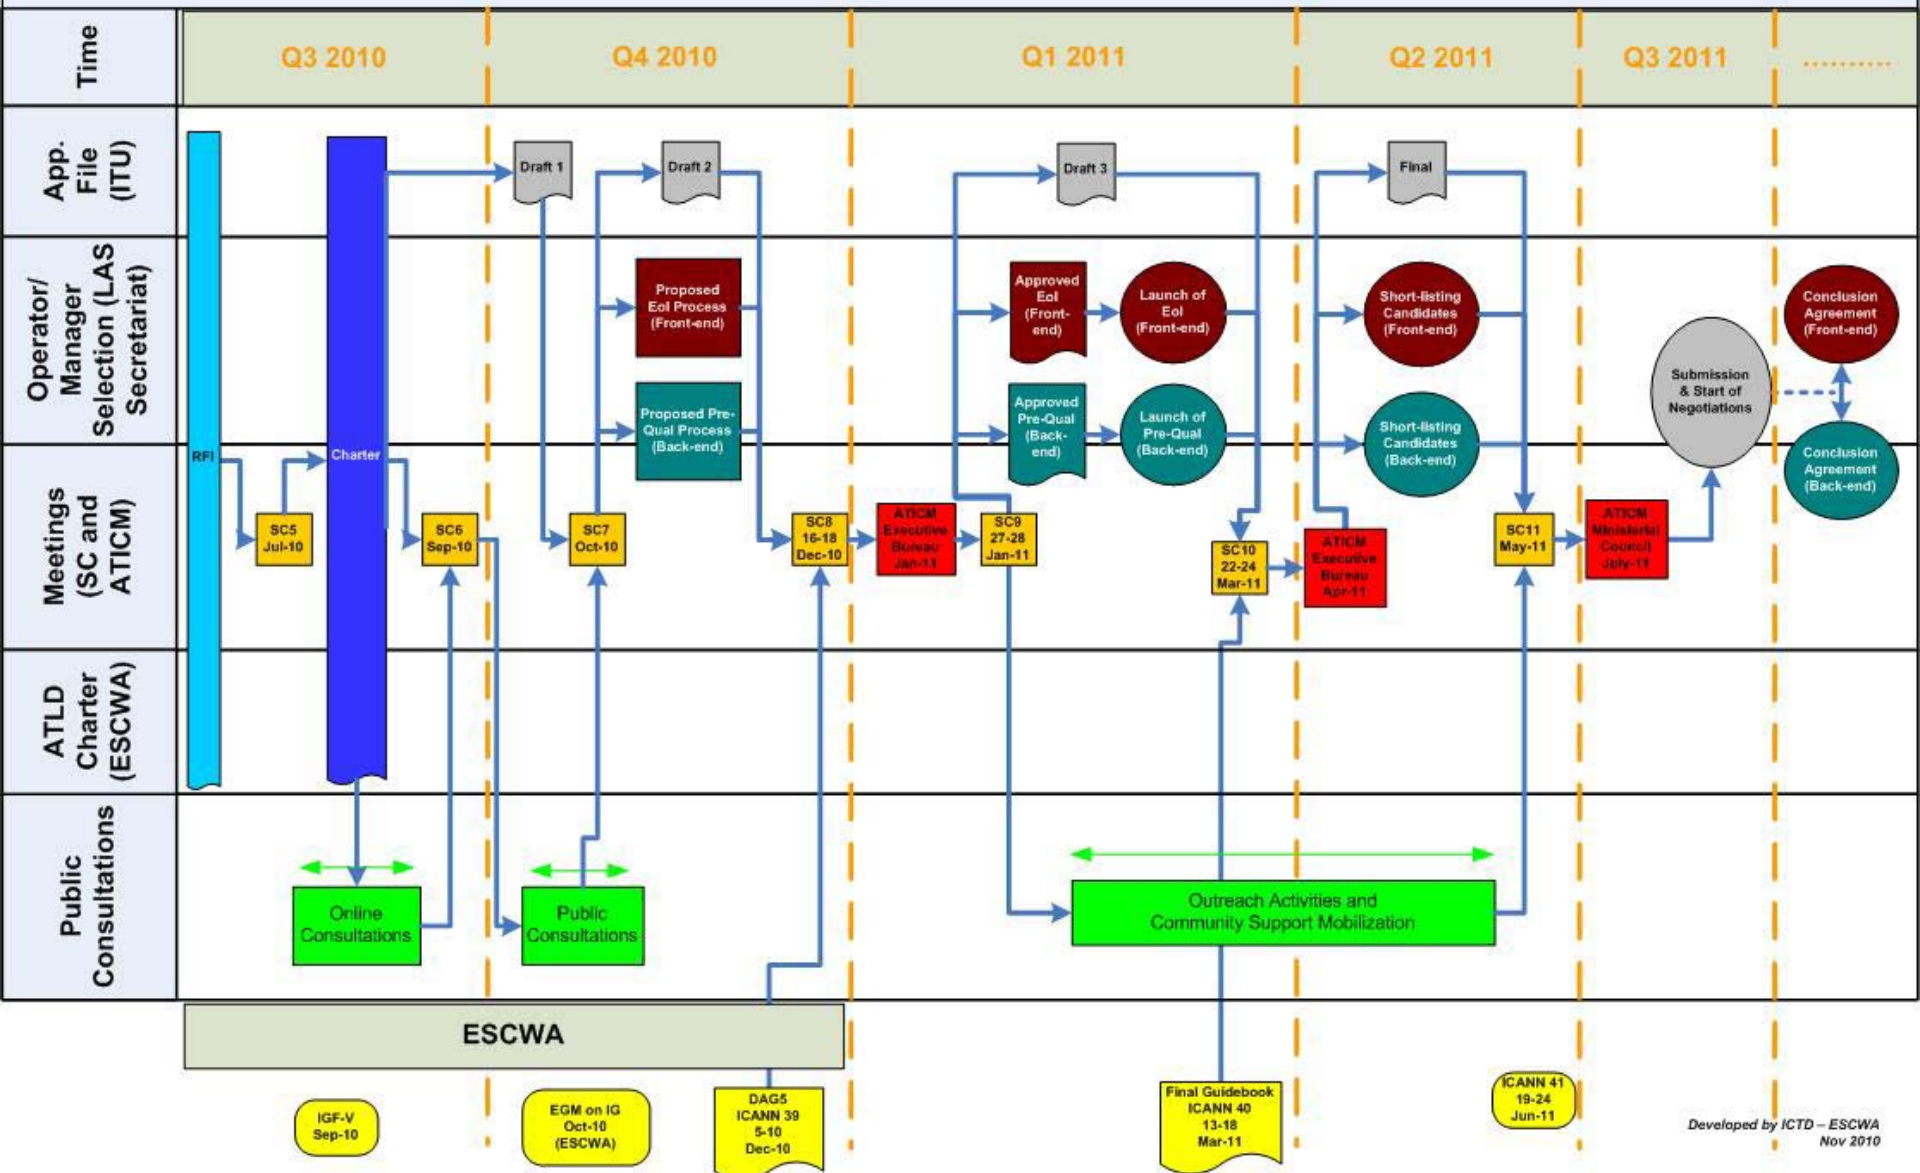 Time
Q3 2010
Q4 2010
Q1 2011
Q2 2011
Q3 2011
..........
App.
File
(ITU)
Draft 1
Draft 2
Draft 3
Final
Operator/
Manager
Selection (LAS
Secretariat)
Proposed
EoI Process
(Front-end)
Approved
EoI
(Front-
end)
Launch of
EoI
(Front-end)
Short-listing
Candidates
(Front-end)
Conclusion
Agreement
(Front-end)
Submission
& Start of
Negotiations
Proposed Pre-
Qual Process
(Back-end)
Approved
Pre-Qual
(Back-
end)
Launch of
Pre-Qual
(Back-end)
Short-listing
Candidates
(Back-end)
Conclusion
Agreement
(Back-end)
RFI
Charter
Meetings
(SC and
ATICM)
SC5
Jul-10
SC6
Sep-10
SC7
Oct-10
SC8
16-18
Dec-10
ATICM
Executive
Bureau
Jan-11
SC9
27-28
Jan-11
SC10
22-24
Mar-11
ATICM
Executive
Bureau
Apr-11
SC11
May-11
ATICM
Ministerial
Council
July-11
ATLD
Charter
(ESCWA)
Public
Consultations
Online
Consultations
Public
Consultations
Outreach Activities and
Community Support Mobilization
ESCWA
IGF-V
Sep-10
EGM on IG
Oct-10
(ESCWA)
DAG5
ICANN 39
5-10
Dec-10
Final Guidebook
ICANN 40
13-18
Mar-11
ICANN 41
19-24
Jun-11
Developed by ICTD – ESCWA
Nov 2010